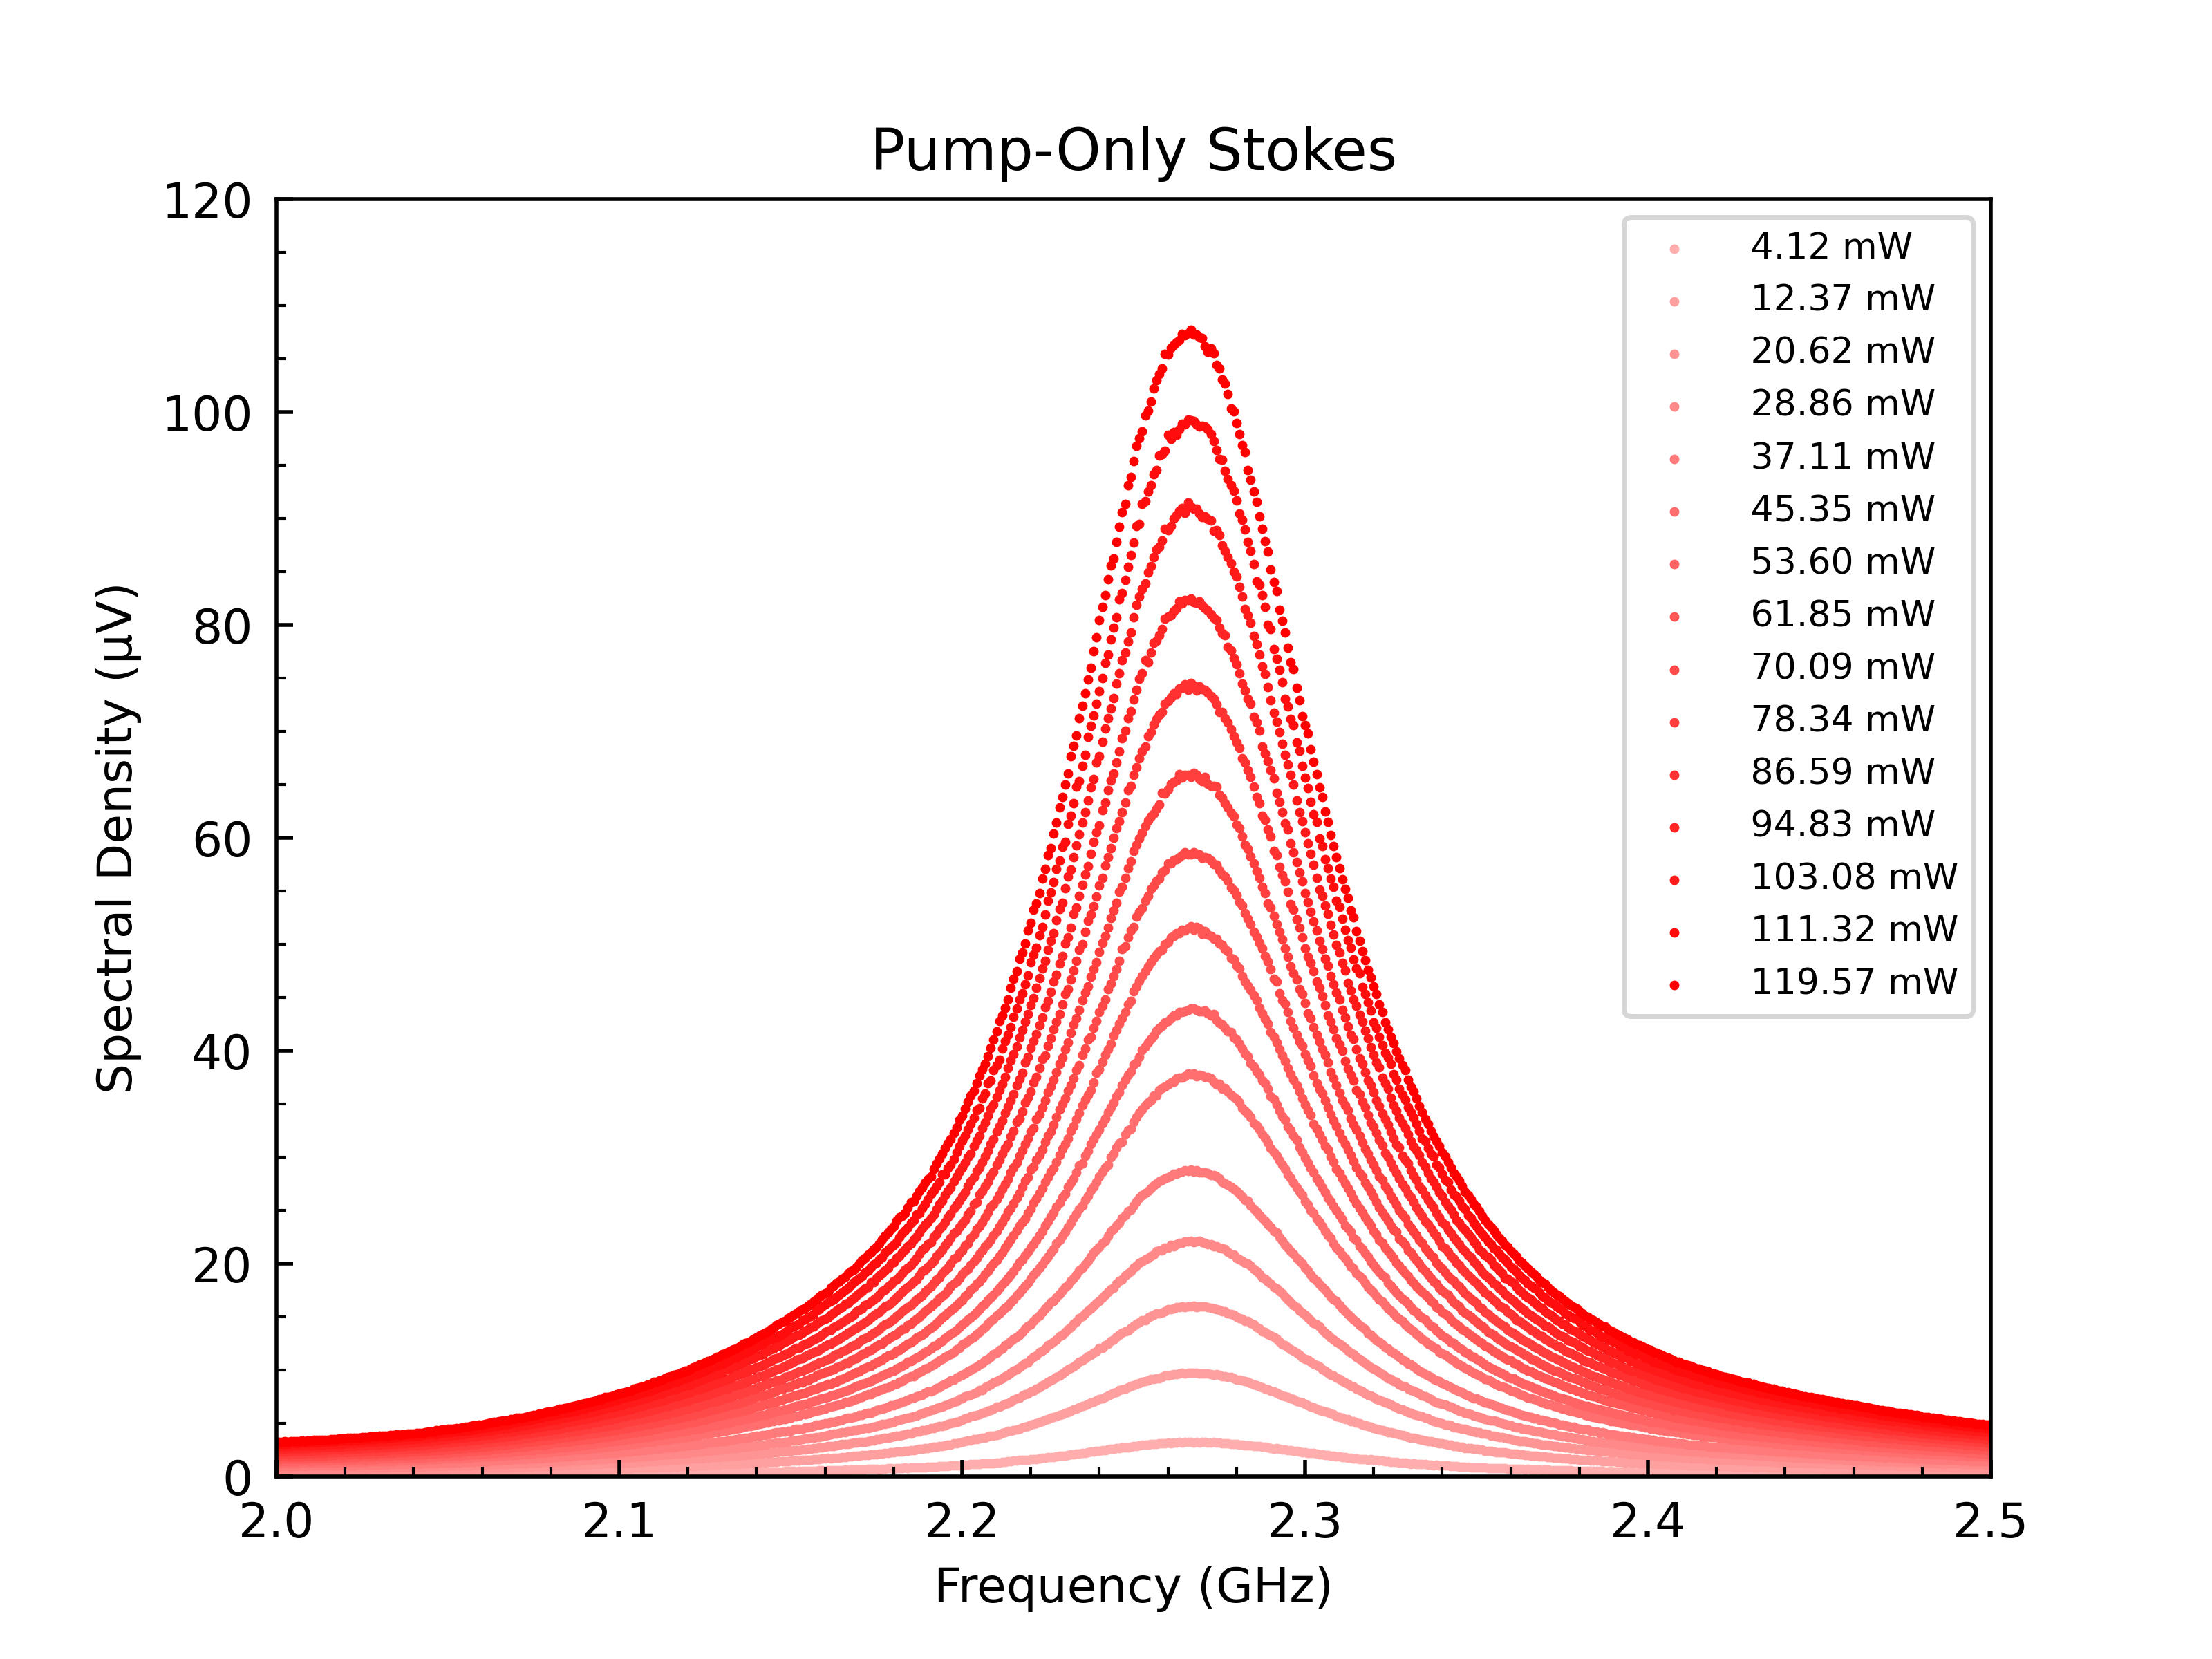 Pump-Only Stokes
120
100
80
60
40
20
0
Spectral Density (µV)
2.0 2.1 2.2 2.3 2.4 2.5
Frequency (GHz)
4.12 mW
12.37 mW
20.62 mW
28.86 mW
37.11 mW
45.35 mW
53.60 mW
61.85 mW
70.09 mW
78.34 mW
86.59 mW
94.83 mW
103.08 mW
111.32 mW
119.57 mW